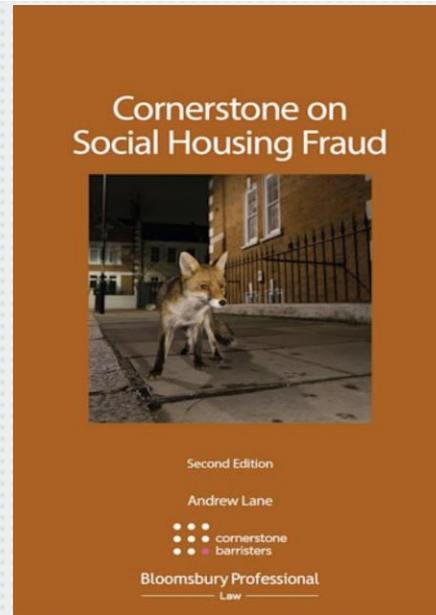 Cornerstone on
Social Housing Fraud
Second Edition
Andrew Lane
cornerstone
barristers
Bloomsbury Professional
Law